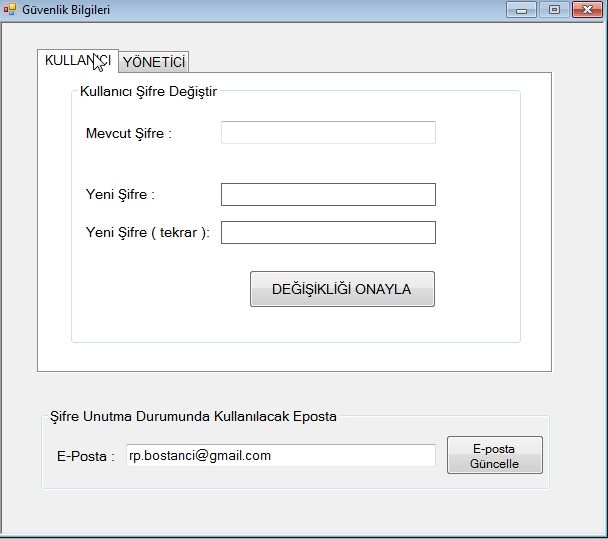 Güvenlik Bilgileri
KULLANICI YÖNETİCİ
Kullanıcı Şifre Değiştir
Mevcut Şifre :
Yeni Şifre :
Yeni Şifre ( tekrar ):
DEĞİŞİKLİĞİ ONAYLA
Şifre Unutma Durumunda Kullanılacak Eposta
E-Posta : rp.bostanci@gmail.com
E-posta
Güncelle